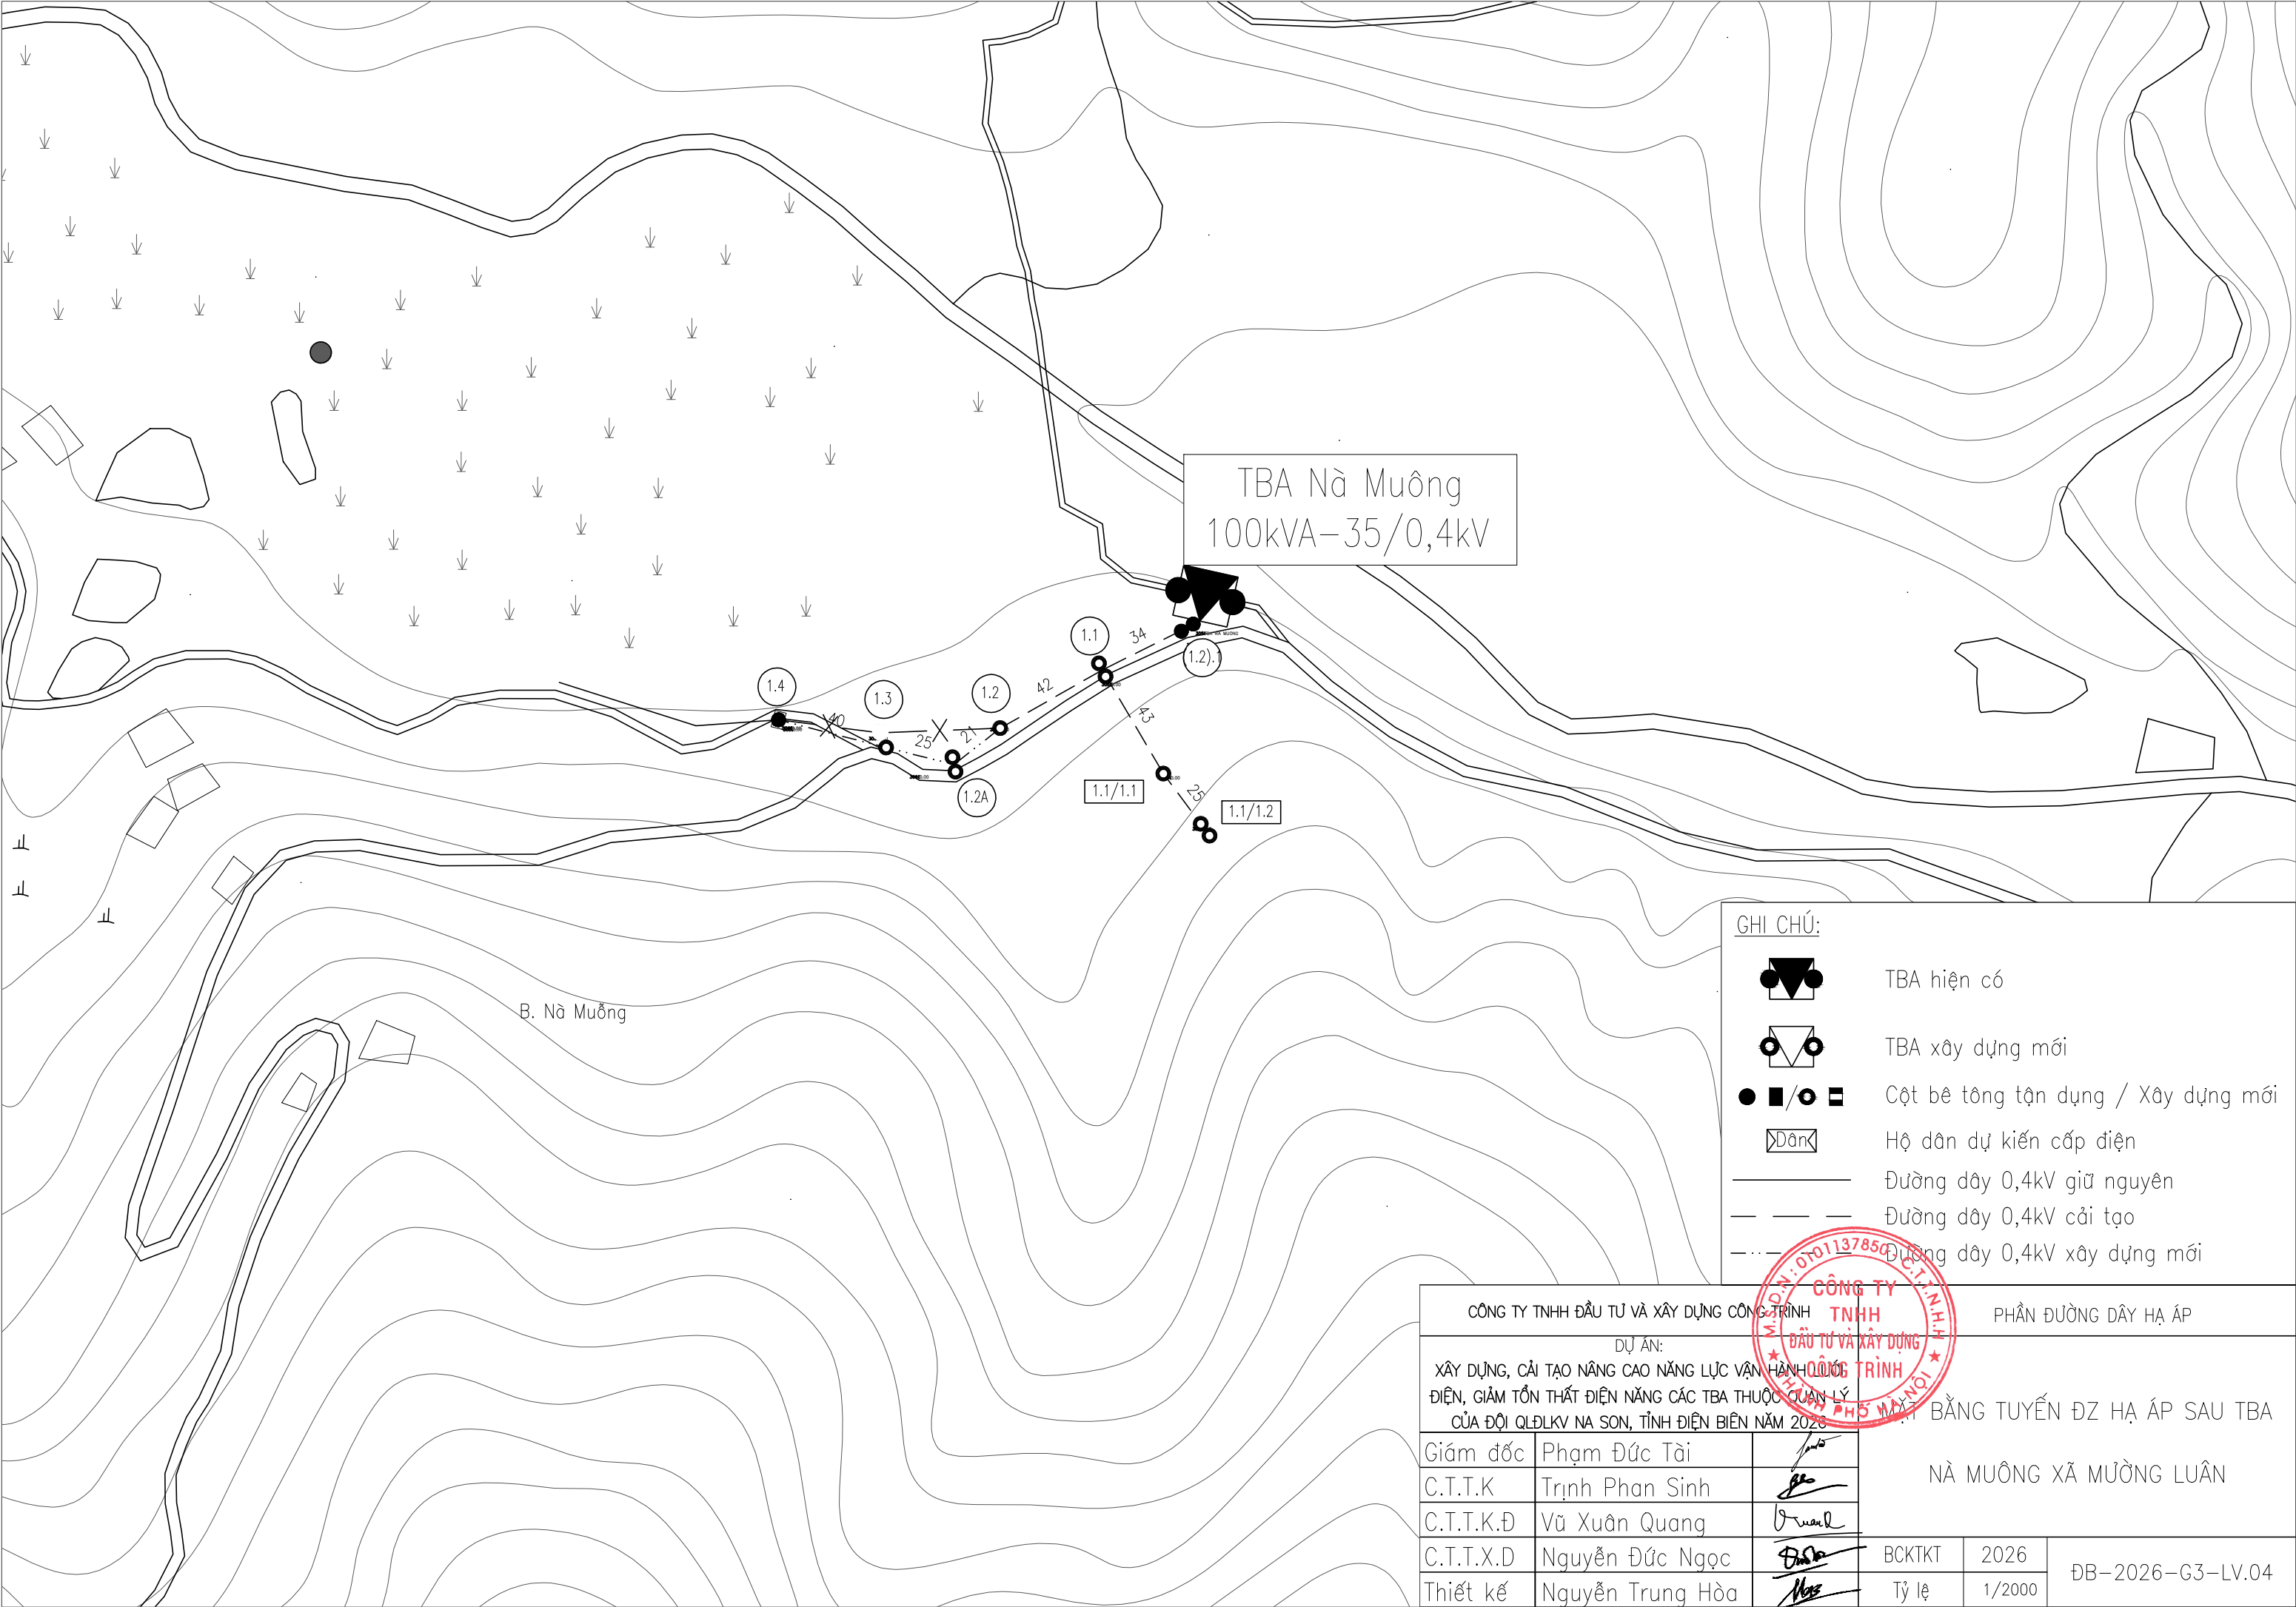 TBA Nà Muông
100kVA-35/0,4kV
1.1
34
(1.2).1
1.4
1.3
1.2
42
40
25
21
43
1.2A
1.1/1.1
25
1.1/1.2
B. Nà Muông
GHI CHÚ:
TBA hiện có
TBA xây dựng mới
Cột bê tông tận dụng / Xây dựng mới
Dân
Hộ dân dự kiến cấp điện
Đường dây 0,4kV giữ nguyên
Đường dây 0,4kV cải tạo
Đường dây 0,4kV xây dựng mới
CÔNG TY TNHH ĐẦU TƯ VÀ XÂY DỰNG CÔNG TRÌNH
PHẦN ĐƯỜNG DÂY HẠ ÁP
DỰ ÁN:
XÂY DỰNG, CẢI TẠO NÂNG CAO NĂNG LỰC VẬN HÀNH LƯỚI
ĐIỆN, GIẢM TỔN THẤT ĐIỆN NĂNG CÁC TBA THUỘC QUẢN LÝ
CỦA ĐỘI QLĐLKV NA SON, TỈNH ĐIỆN BIÊN NĂM 2026
MẶT BẰNG TUYẾN ĐZ HẠ ÁP SAU TBA
NÀ MUÔNG XÃ MƯỜNG LUÂN
Giám đốc Phạm Đức Tài
C.T.T.K Trịnh Phan Sinh
C.T.T.K.Đ Vũ Xuân Quang
C.T.T.X.D Nguyễn Đức Ngọc
Thiết kế Nguyễn Trung Hòa
BCKTKT 2026
Tỷ lệ 1/2000
ĐB-2026-G3-LV.04
M.S.D.N: 0101137850 - C.T.T.N.H.H
CÔNG TY
TNHH
ĐẦU TƯ VÀ XÂY DỰNG
CÔNG TRÌNH
THÀNH PHỐ HÀ NỘI